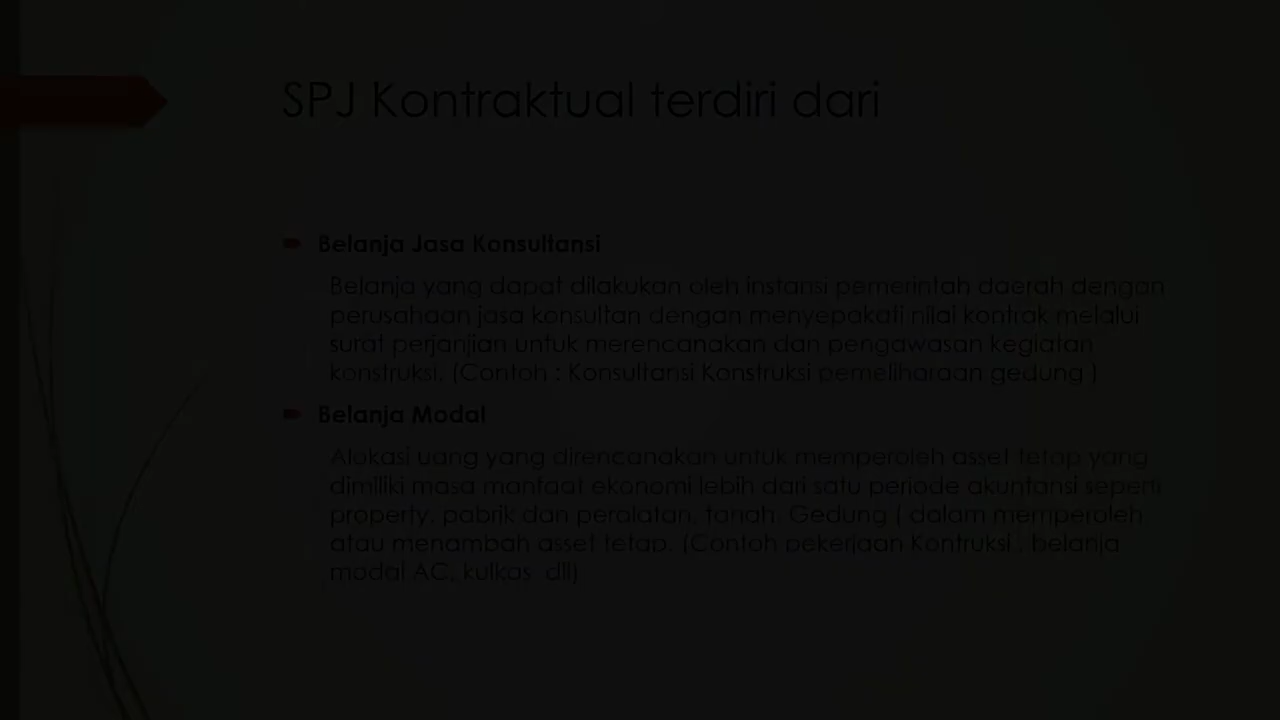 SPJ Kontraktual terdiri dari
Belanja Jasa Konsultansi
Belanja yang dapat dilakukan oleh instansi pemerintah daerah dengan
perusahaan jasa konsultan dengan menyepakati nilai kontrak melalui
surat perjanjian untuk merencanakan dan pengawasan kegiatan
konstruksi. (Contoh : Konsultansi Konstruksi pemeliharaan gedung )
Belanja Modal
Alokasi uang yang direncanakan untuk memperoleh asset tetap yang
dimiliki masa manfaat ekonomi lebih dari satu periode akuntansi seperti
property, pabrik dan peralatan, tanah, Gedung ( dalam memperoleh
atau menambah asset tetap. (Contoh pekerjaan Kontruksi , belanja
modal AC, kulkas dll)